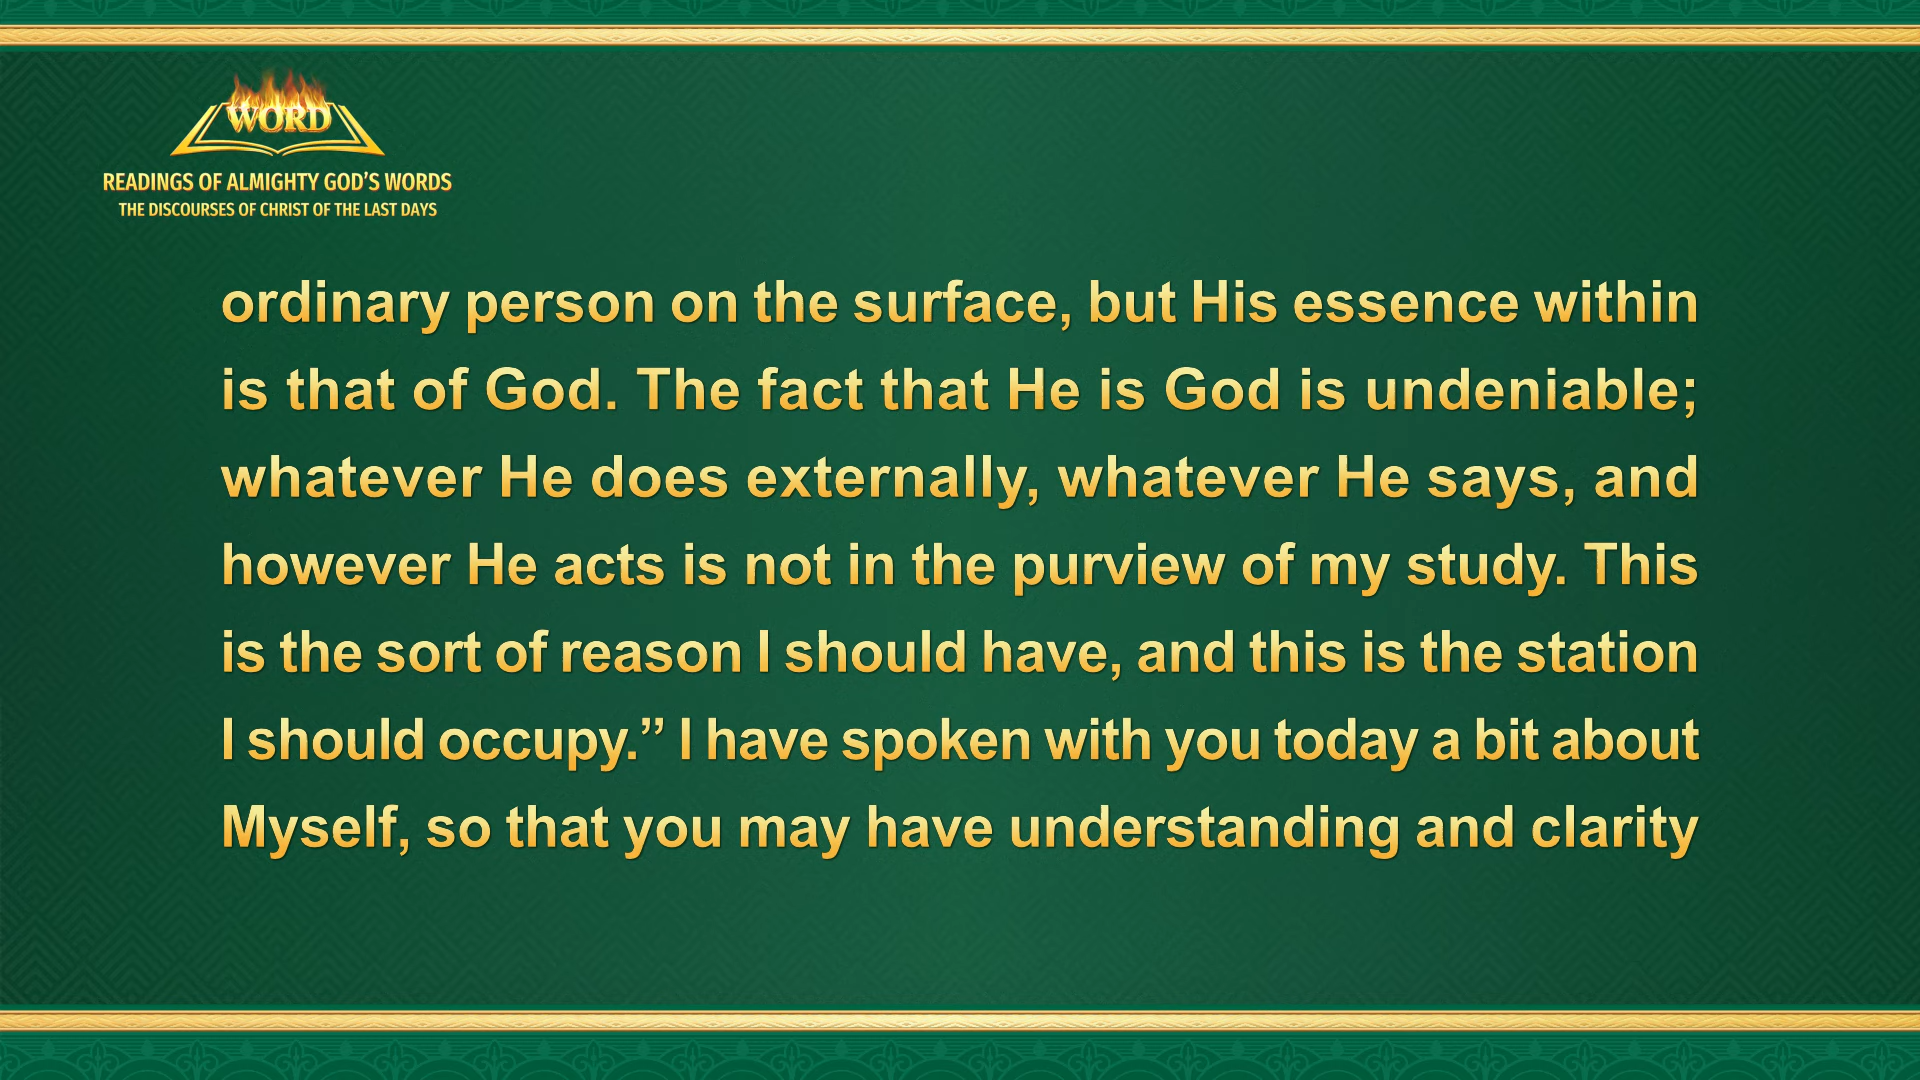 WORD
READINGS OF ALMIGHTY GOD’S WORDS
THE DISCOURSES OF CHRIST OF THE LAST DAYS
ordinary person on the surface, but His essence within
is that of God. The fact that He is God is undeniable;
whatever He does externally, whatever He says, and
however He acts is not in the purview of my study. This
is the sort of reason I should have, and this is the station
I should occupy.” I have spoken with you today a bit about
Myself, so that you may have understanding and clarity